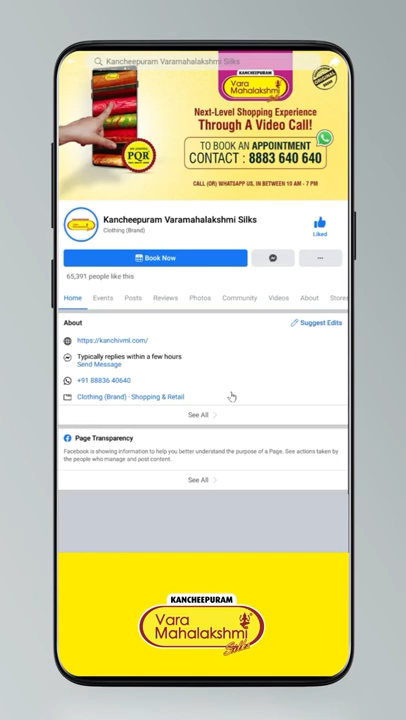 Kancheepuram Varamahalakshmi Silks
KANCHEEPURAM
Vara
Mahalakshmi
Silks
ORIGINAL
Next-Level Shopping Experience
Through A Video Call!
PQR
TO BOOK AN APPOINTMENT
CONTACT : 8883 640 640
CALL (OR) WHATSAPP US, IN BETWEEN 10 AM - 7 PM
Kancheepuram Varamahalakshmi Silks
Clothing (Brand)
Liked
Book Now
65,391 people like this
Home Events Posts Reviews Photos Community Videos About Stores
About
Suggest Edits
https://kanchivml.com/
Typically replies within a few hours
Send Message
+91 88836 40640
Clothing (Brand) · Shopping & Retail
See All
Page Transparency
Facebook is showing information to help you better understand the purpose of a Page. See actions taken by
the people who manage and post content.
See All
KANCHEEPURAM
Vara
Mahalakshmi
Silks